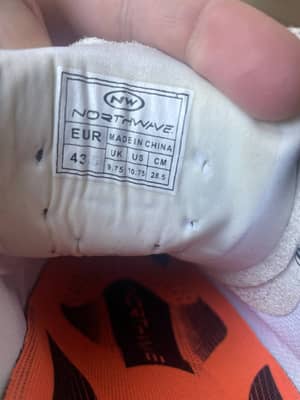 NW
NORTHWAVE
EUR MADE IN CHINA
UK US CM
43 9.75 10.75 28.5